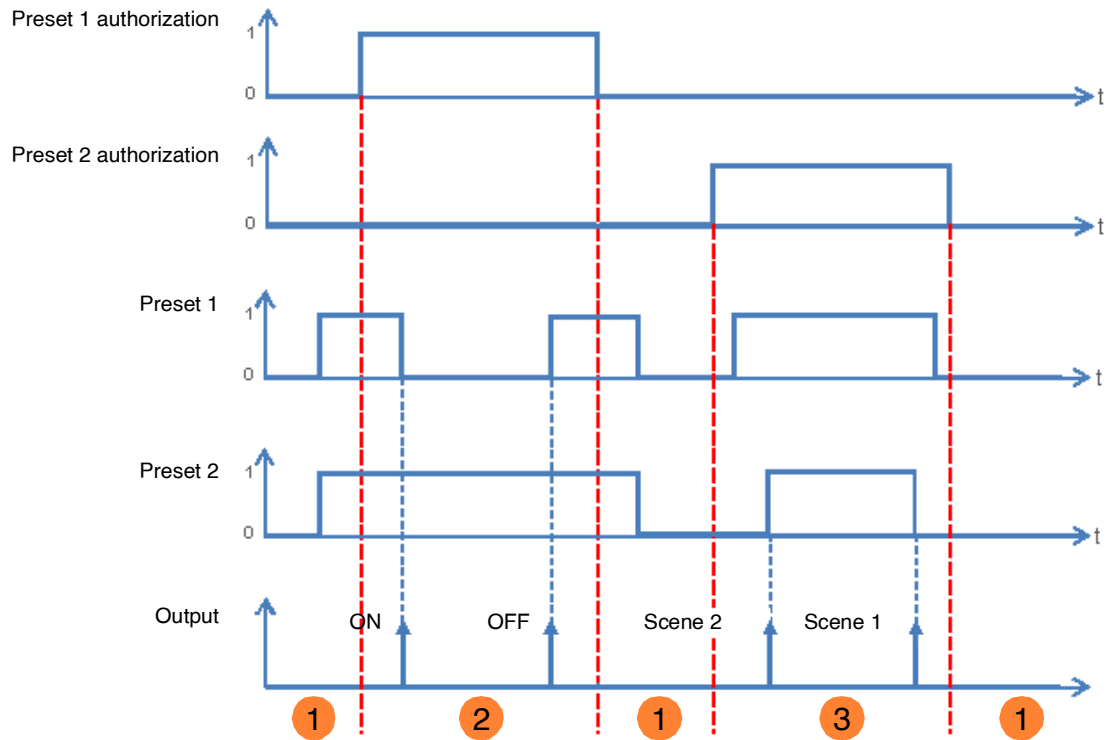 Preset 1 authorization
1
0
t
Preset 2 authorization
1
0
t
Preset 1
1
0
t
Preset 2
1
0
t
Output
ON OFF Scene 2 Scene 1
1 2 1 3 1